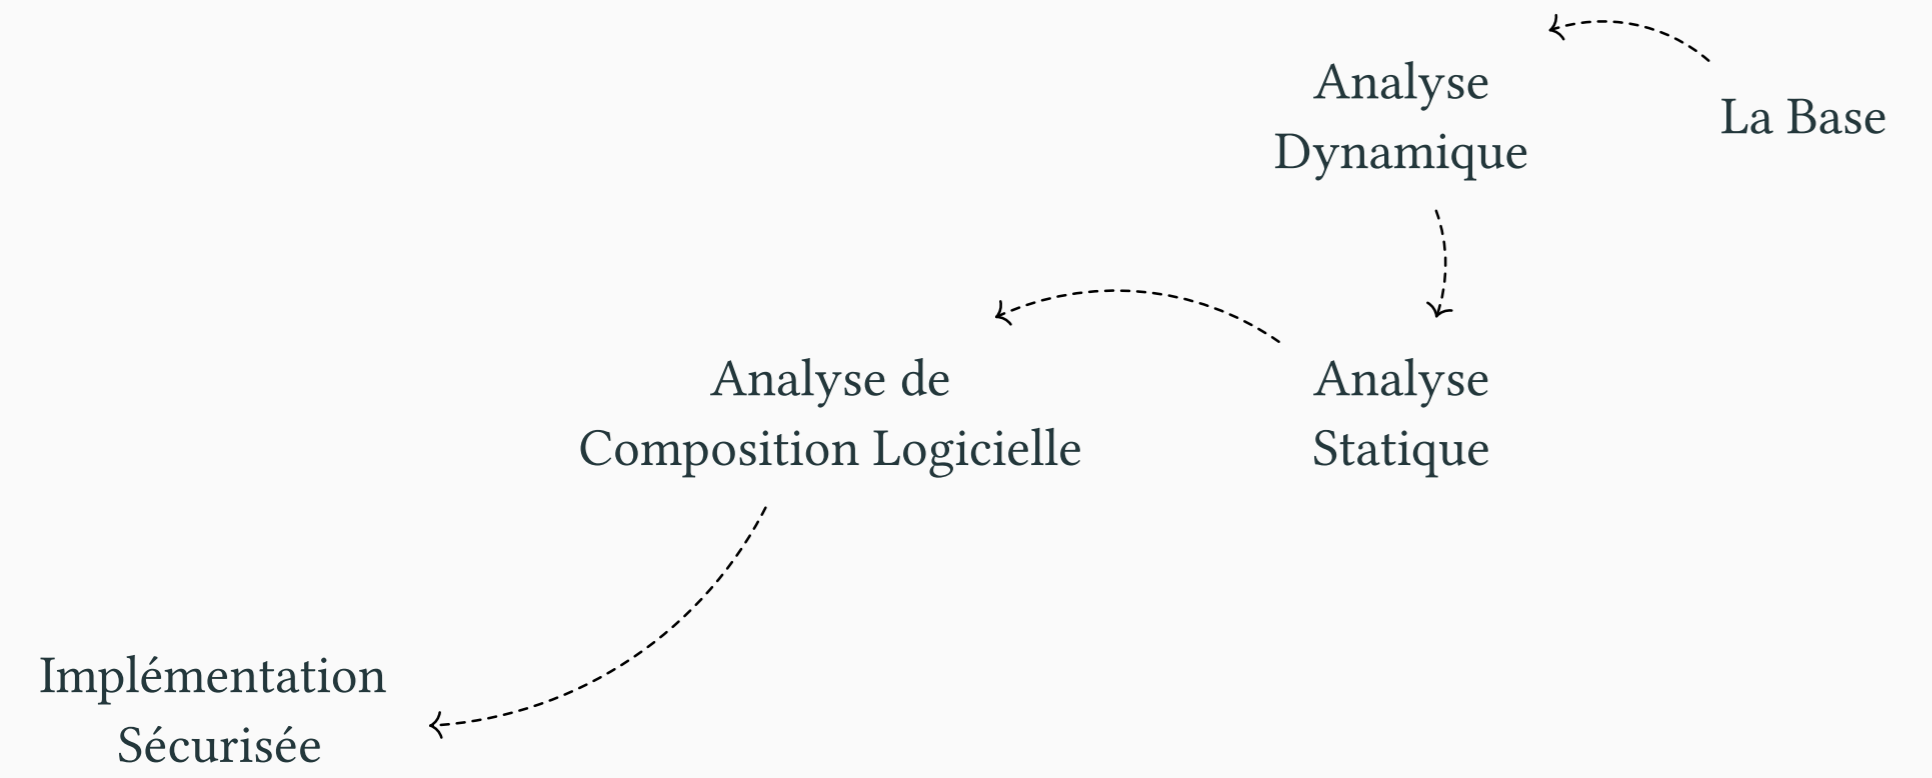 Analyse
Dynamique
La Base
Analyse de
Composition Logicielle
Analyse
Statique
Implémentation
Sécurisée